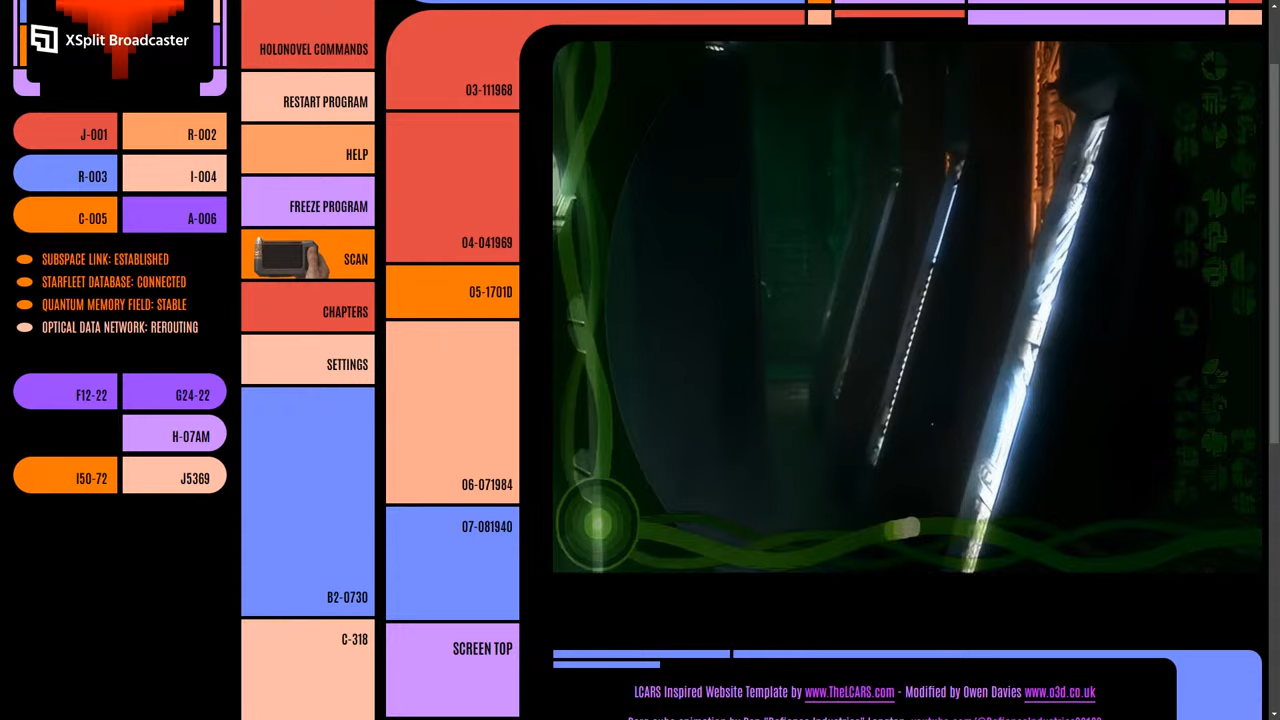 XSplit Broadcaster
J-001
R-002
R-003
I-004
C-005
A-006
SUBSPACE LINK: ESTABLISHED
STARFLEET DATABASE: CONNECTED
QUANTUM MEMORY FIELD: STABLE
OPTICAL DATA NETWORK: REROUTING
F12-22
G24-22
H-07AM
I50-72
J5369
HOLONOVEL COMMANDS
RESTART PROGRAM
HELP
FREEZE PROGRAM
SCAN
CHAPTERS
SETTINGS
B2-0730
C-318
03-111968
04-041969
05-1701D
06-071984
07-081940
SCREEN TOP
LCARS Inspired Website Template by www.TheLCARS.com - Modified by Owen Davies www.o3d.co.uk